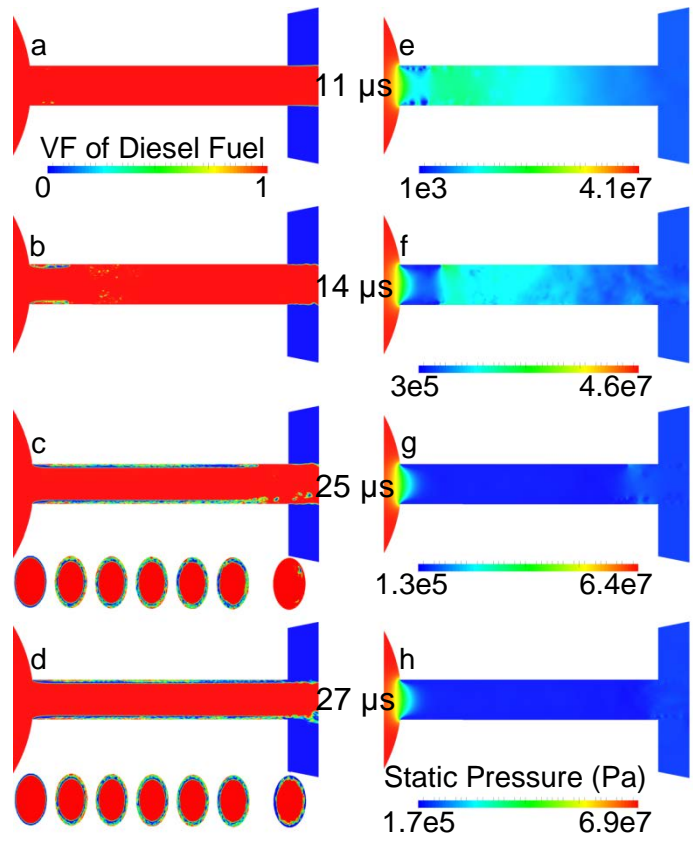 a
e
11 µs
VF of Diesel Fuel
0 1
1e3 4.1e7
b
f
14 µs
3e5 4.6e7
c
g
25 µs
1.3e5 6.4e7
d
h
27 µs
Static Pressure (Pa)
1.7e5 6.9e7